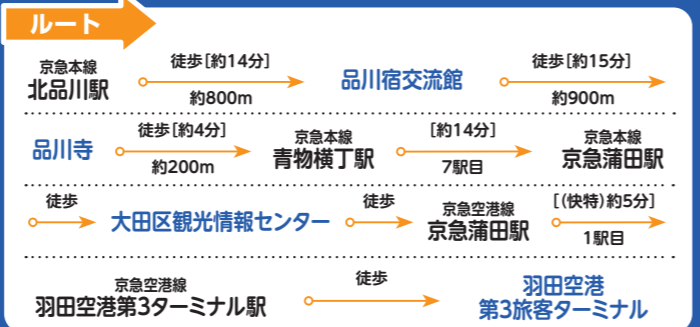 ルート
京急本線
北品川駅
徒歩[約14分]
約800m
品川宿交流館
徒歩[約15分]
約900m
品川寺
徒歩[約4分]
約200m
京急本線
青物横丁駅
[約14分]
7駅目
京急本線
京急蒲田駅
徒歩
大田区観光情報センター
徒歩
京急空港線
京急蒲田駅
[(快特)約5分]
1駅目
京急空港線
羽田空港第3ターミナル駅
徒歩
羽田空港
第3旅客ターミナル